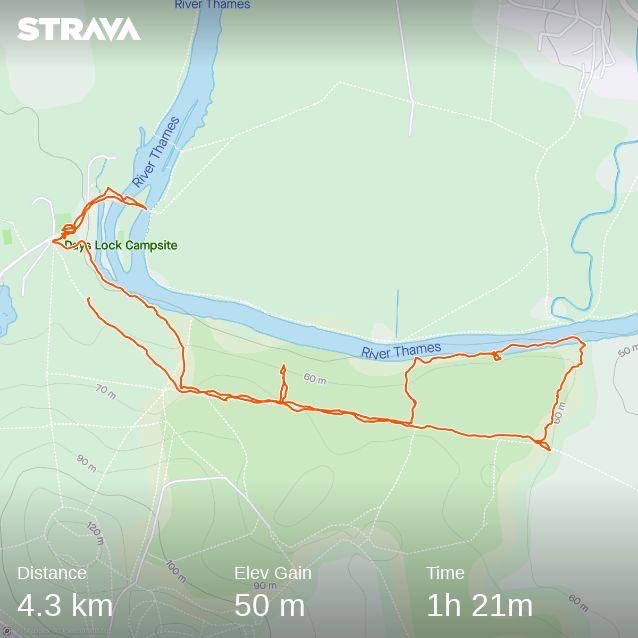 River Thames
STRAVA
River Thames
Days Lock Campsite
River Thames
50 m
60 m
70 m
60 m
90 m
120 m
100 m
90 m
60 m
Distance
Elev Gain
Time
4.3 km
50 m
1h 21m